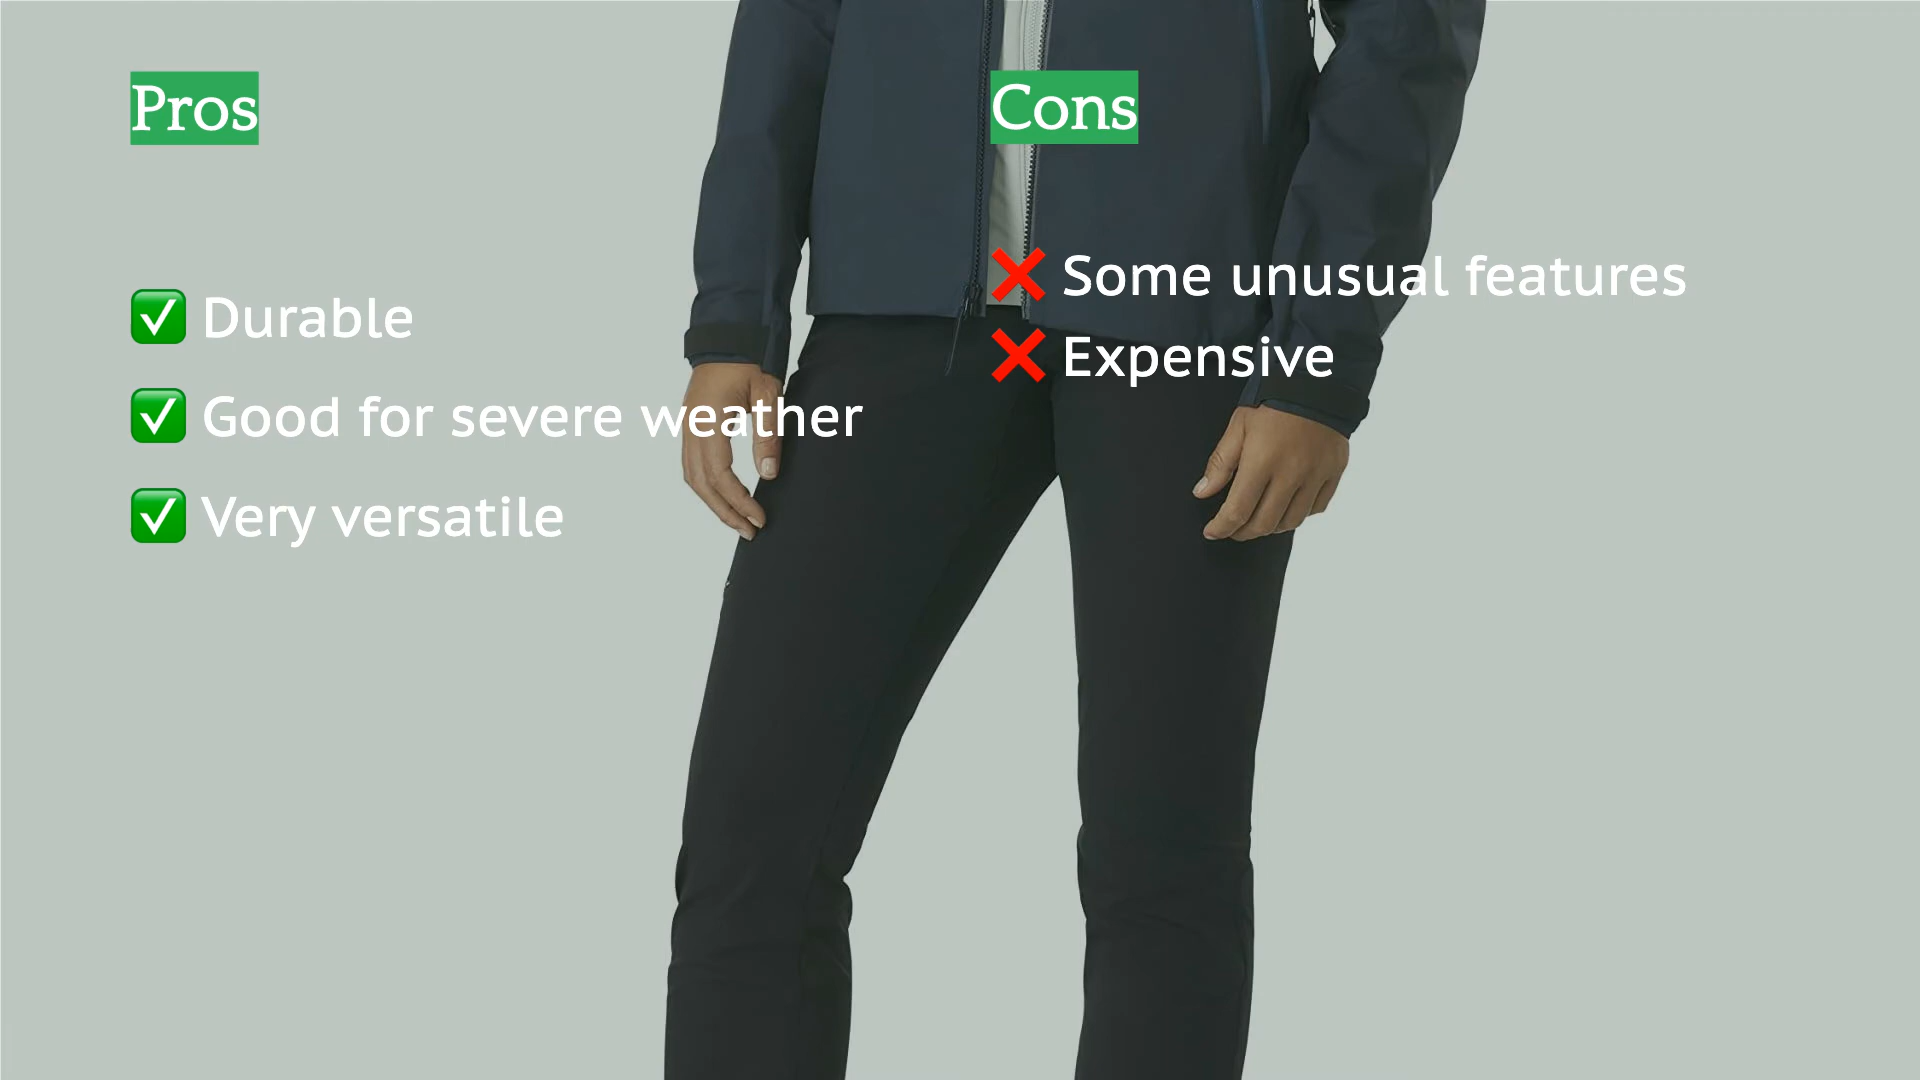 Pros
✅ Durable
✅ Good for severe weather
✅ Very versatile
Cons
❌ Some unusual features
❌ Expensive